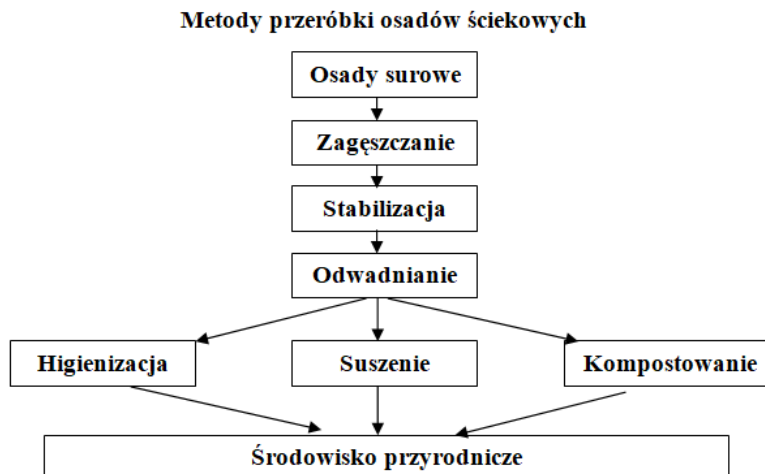 Metody przeróbki osadów ściekowych
Osady surowe
Zagęszczanie
Stabilizacja
Odwadnianie
Higienizacja
Suszenie
Kompostowanie
Środowisko przyrodnicze